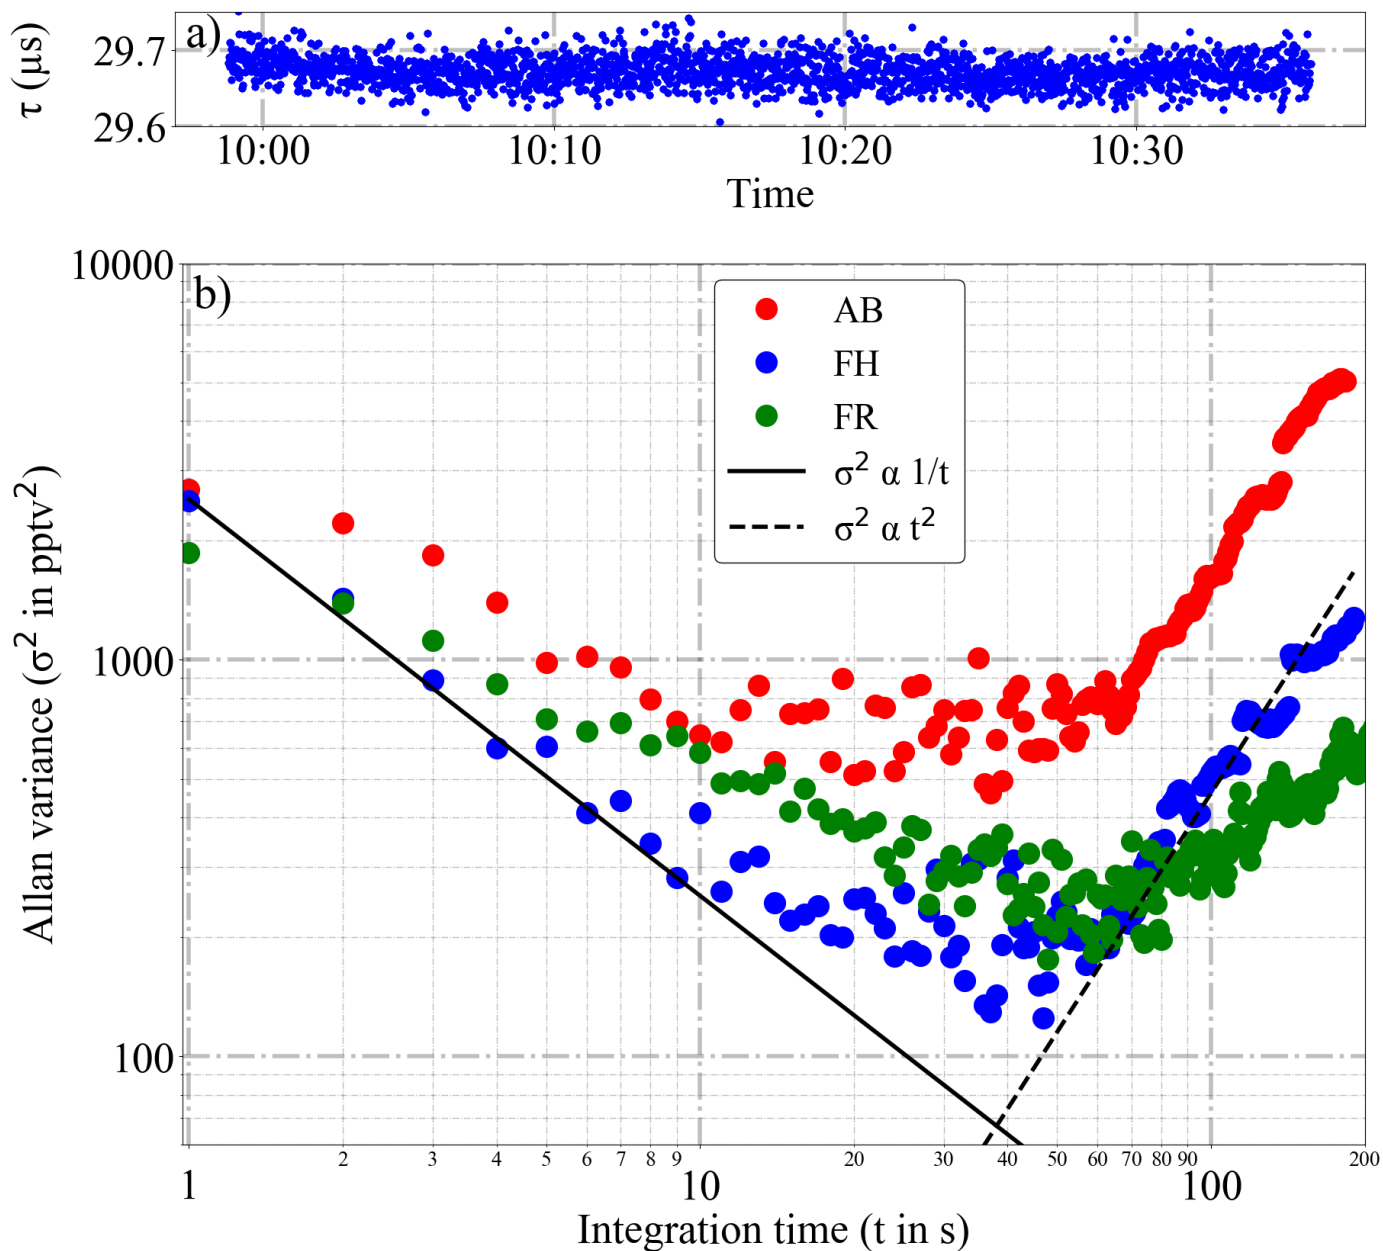 a)
τ (μs)
29.7
29.6
10:00 10:10 10:20 10:30
Time
b)
Allan variance (σ² in pptv²)
10000
1000
100
AB
FH
FR
σ² α 1/t
σ² α t²
2 3 4 5 6 7 8 9 20 30 40 50 60 70 80 90 200
1 10 100
Integration time (t in s)